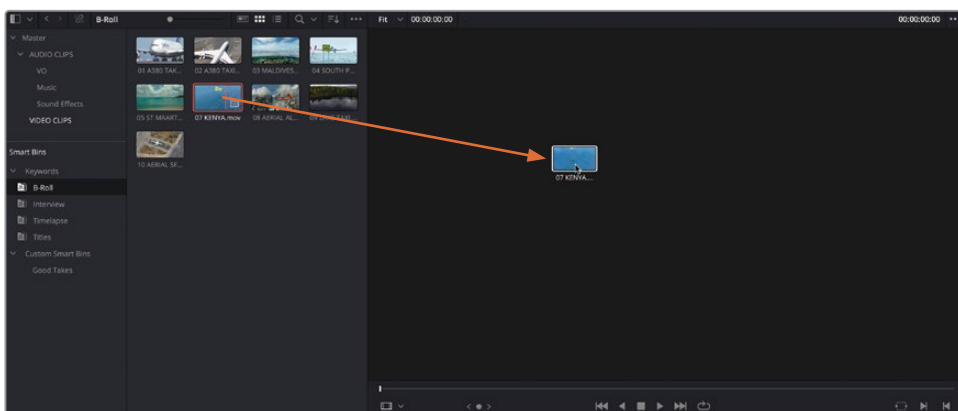 B-Roll
Fit 00:00:00:00 00:00:00:00
Master
AUDIO CLIPS
VO
Music
Sound Effects
VIDEO CLIPS
Smart Bins
Keywords
B-Roll
Interview
Timelapse
Titles
Custom Smart Bins
Good Takes
01 A380 TAK... 02 A380 TAXI... 03 MALDIVES... 04 SOUTH P...
05 ST MAART... 07 KENYA.mov 08 AERIAL AL...
10 AERIAL SF...
07 KENYA....